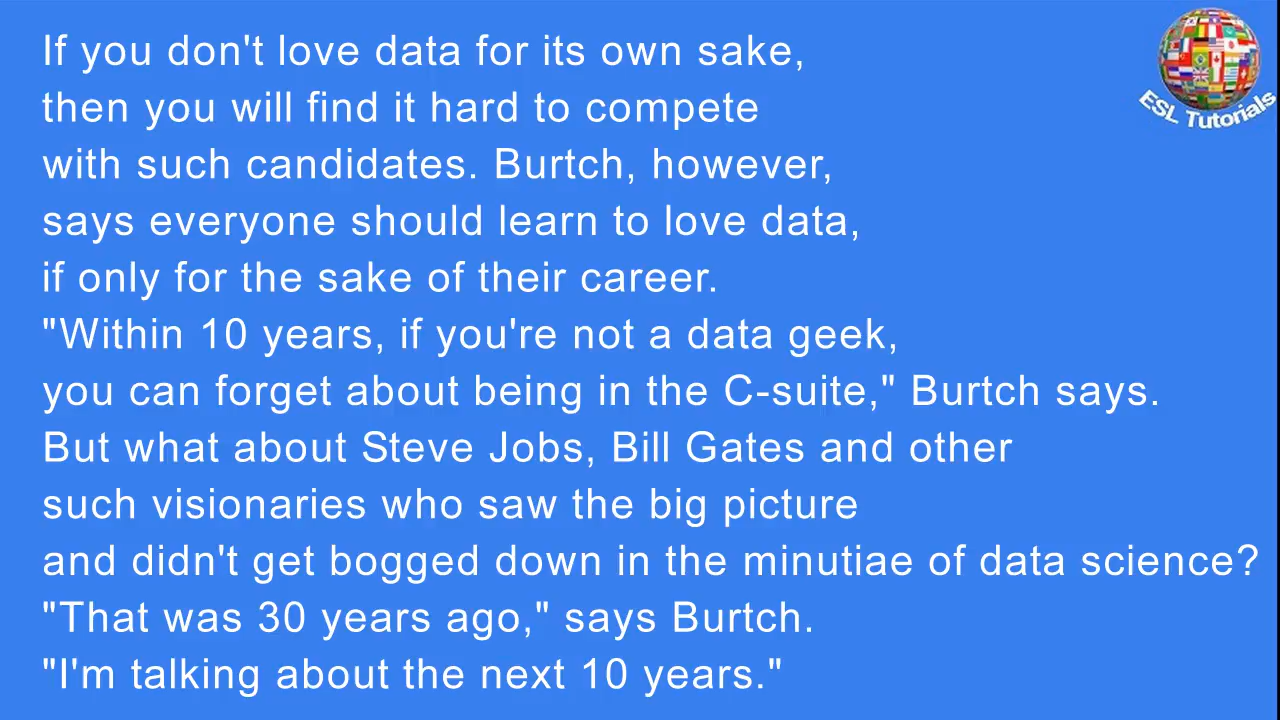 If you don't love data for its own sake,
then you will find it hard to compete
with such candidates. Burtch, however,
says everyone should learn to love data,
if only for the sake of their career.
"Within 10 years, if you're not a data geek,
you can forget about being in the C-suite," Burtch says.
But what about Steve Jobs, Bill Gates and other
such visionaries who saw the big picture
and didn't get bogged down in the minutiae of data science?
"That was 30 years ago," says Burtch.
"I'm talking about the next 10 years."
ESL Tutorials